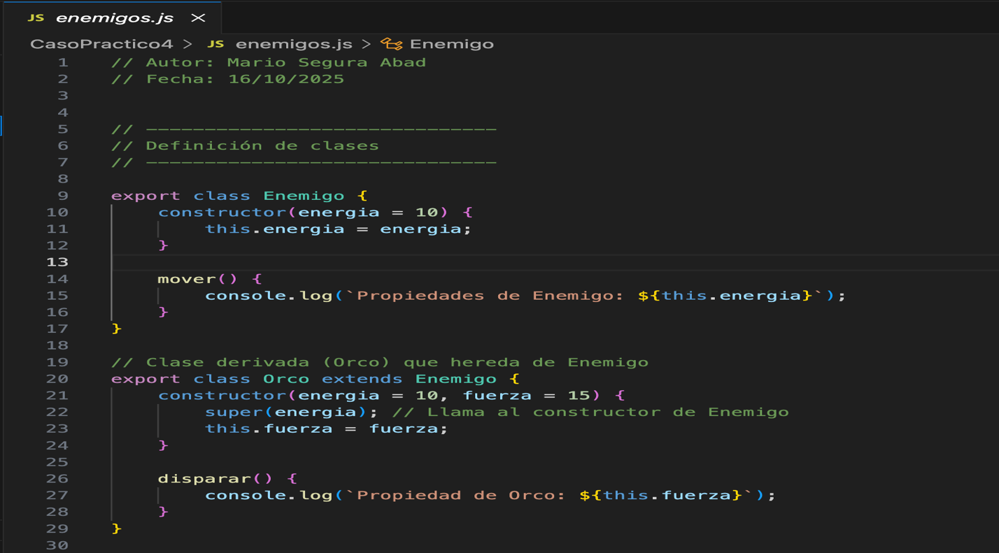 JS enemigos.js ×
CasoPractico4 > JS enemigos.js > Enemigo
1 // Autor: Mario Segura Abad
2 // Fecha: 16/10/2025
3
4
5 // ------------------------------
6 // Definición de clases
7 // ------------------------------
8
9 export class Enemigo {
10     constructor(energia = 10) {
11         this.energia = energia;
12     }
13
14     mover() {
15         console.log(`Propiedades de Enemigo: ${this.energia}`);
16     }
17 }
18
19 // Clase derivada (Orco) que hereda de Enemigo
20 export class Orco extends Enemigo {
21     constructor(energia = 10, fuerza = 15) {
22         super(energia); // Llama al constructor de Enemigo
23         this.fuerza = fuerza;
24     }
25
26     disparar() {
27         console.log(`Propiedad de Orco: ${this.fuerza}`);
28     }
29 }
30